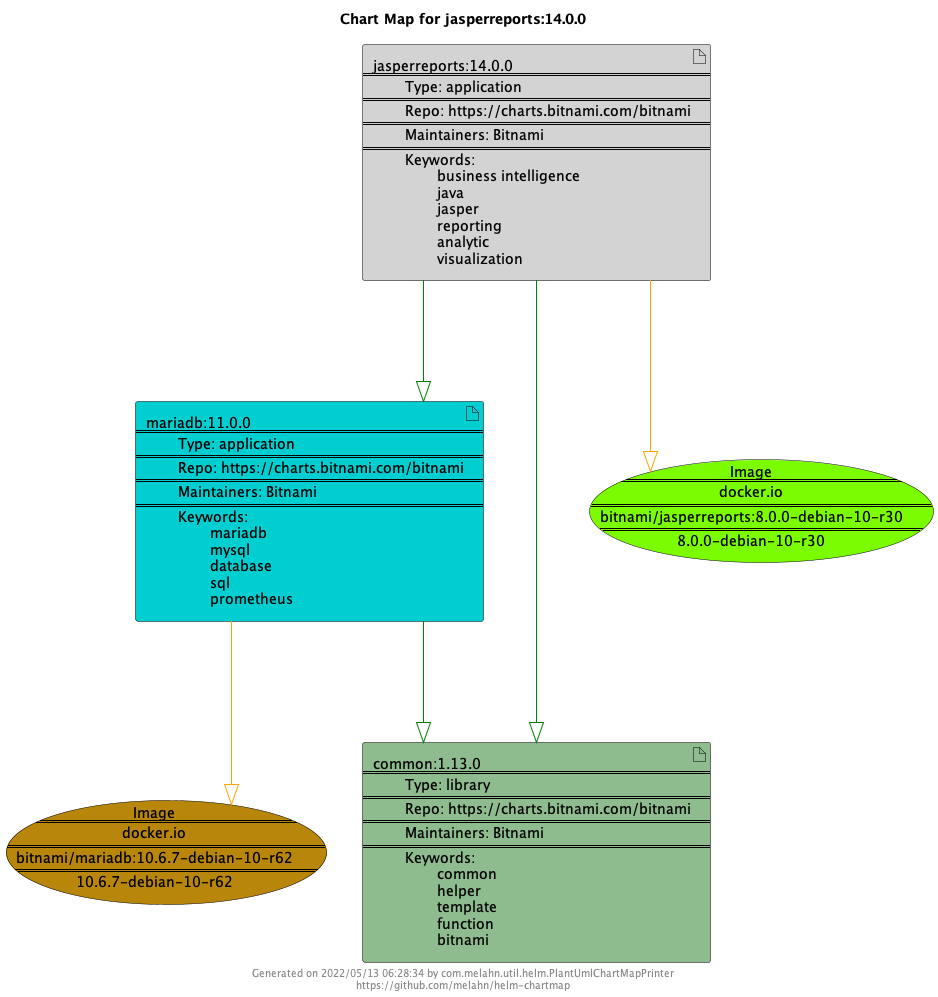 Chart Map for jasperreports:14.0.0
jasperreports:14.0.0
Type: application
Repo: https://charts.bitnami.com/bitnami
Maintainers: Bitnami
Keywords:
business intelligence
java
jasper
reporting
analytic
visualization
mariadb:11.0.0
Type: application
Repo: https://charts.bitnami.com/bitnami
Maintainers: Bitnami
Keywords:
mariadb
mysql
database
sql
prometheus
Image
docker.io
bitnami/jasperreports:8.0.0-debian-10-r30
8.0.0-debian-10-r30
common:1.13.0
Type: library
Repo: https://charts.bitnami.com/bitnami
Maintainers: Bitnami
Keywords:
common
helper
template
function
bitnami
Image
docker.io
bitnami/mariadb:10.6.7-debian-10-r62
10.6.7-debian-10-r62
Generated on 2022/05/13 06:28:34 by com.melahn.util.helm.PlantUmlChartMapPrinter
https://github.com/melahn/helm-chartmap